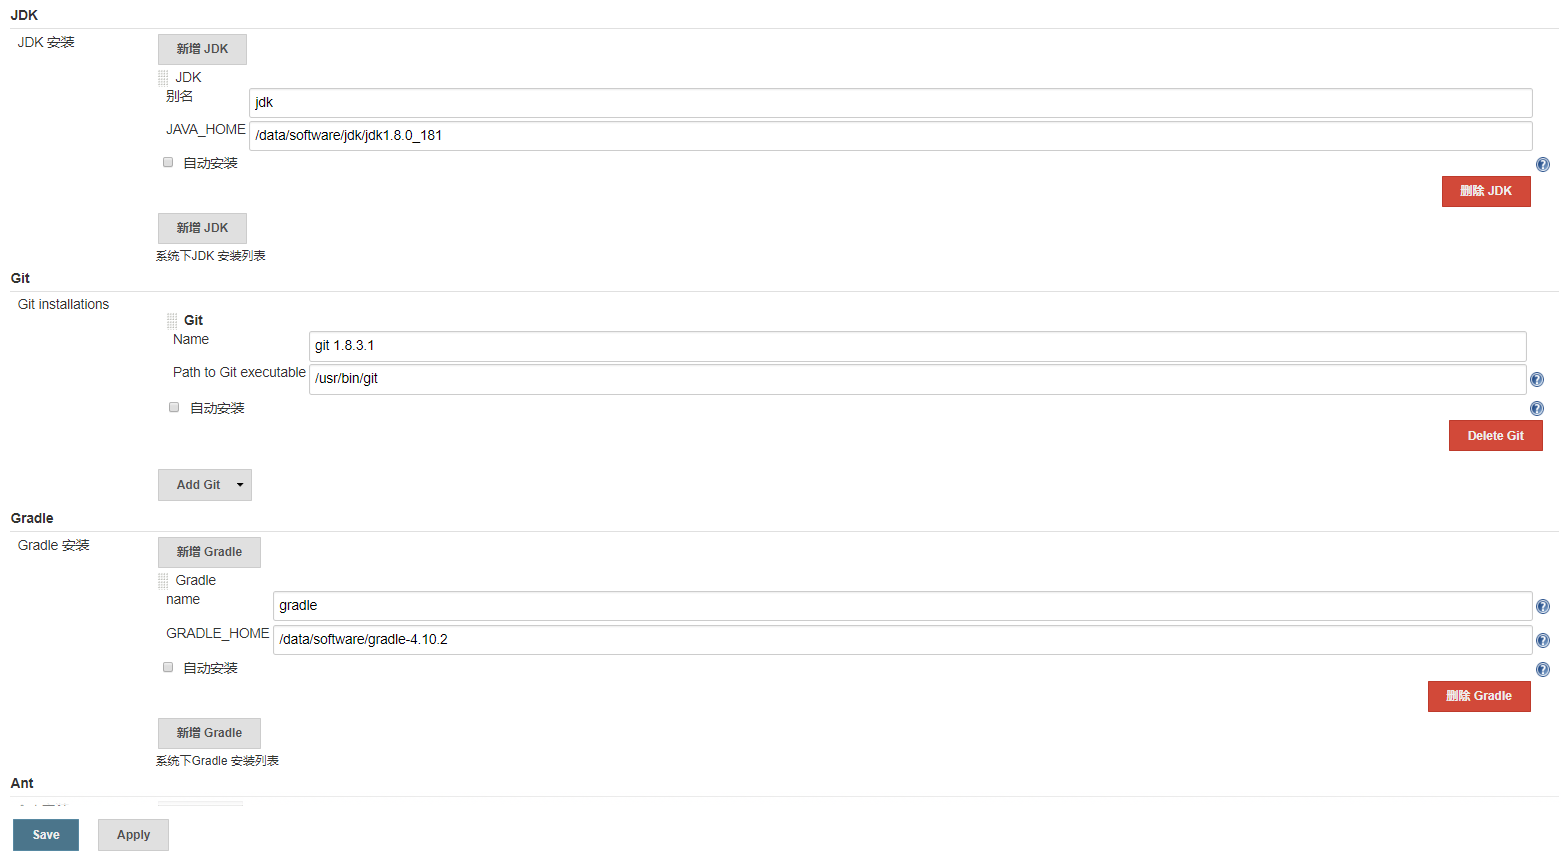 JDK
JDK 安装
新增 JDK
JDK
别名
jdk
JAVA_HOME
/data/software/jdk/jdk1.8.0_181
自动安装
删除 JDK
新增 JDK
系统下JDK 安装列表
Git
Git installations
Git
Name
git 1.8.3.1
Path to Git executable
/usr/bin/git
自动安装
Delete Git
Add Git
Gradle
Gradle 安装
新增 Gradle
Gradle
name
gradle
GRADLE_HOME
/data/software/gradle-4.10.2
自动安装
删除 Gradle
新增 Gradle
系统下Gradle 安装列表
Ant
Save
Apply